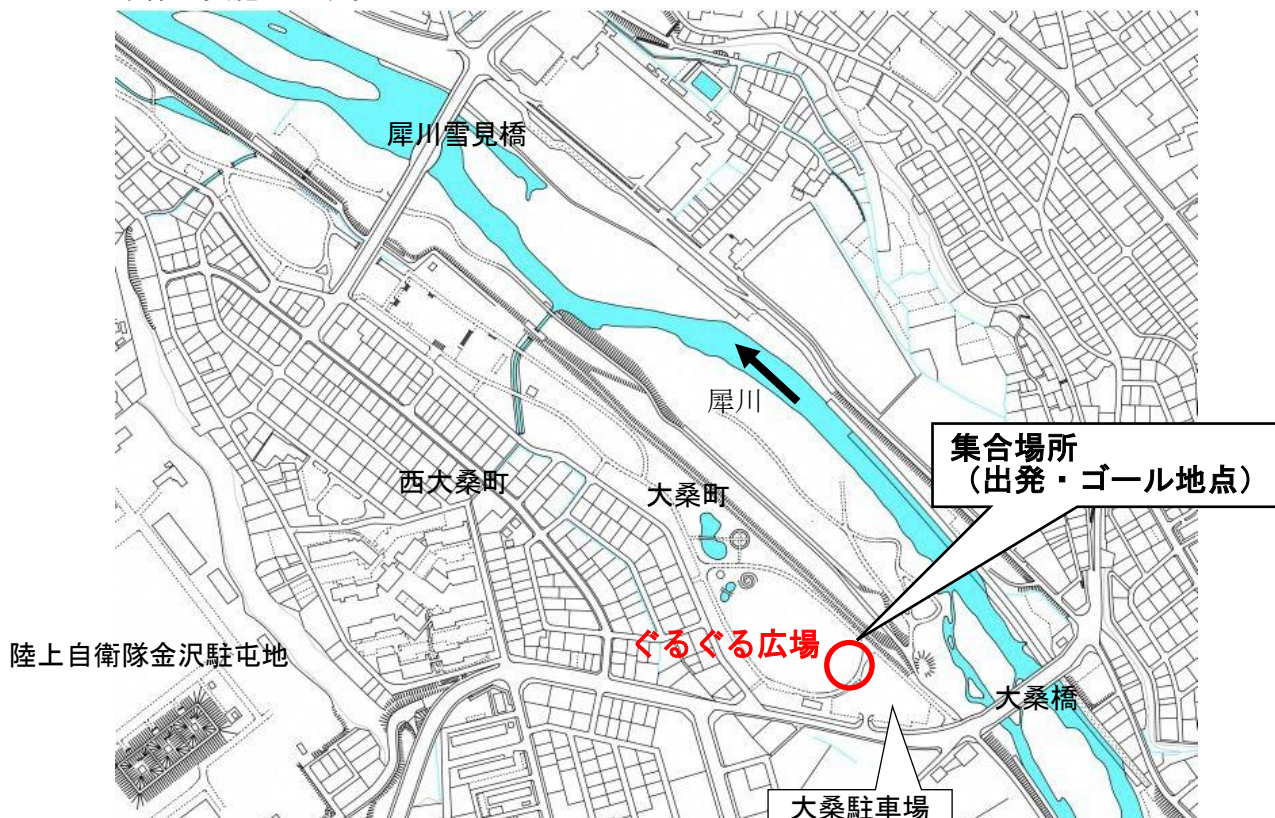 犀川雪見橋
犀川
集合場所
（出発・ゴール地点）
西大桑町
大桑町
ぐるぐる広場
陸上自衛隊金沢駐屯地
大桑橋
大桑駐車場